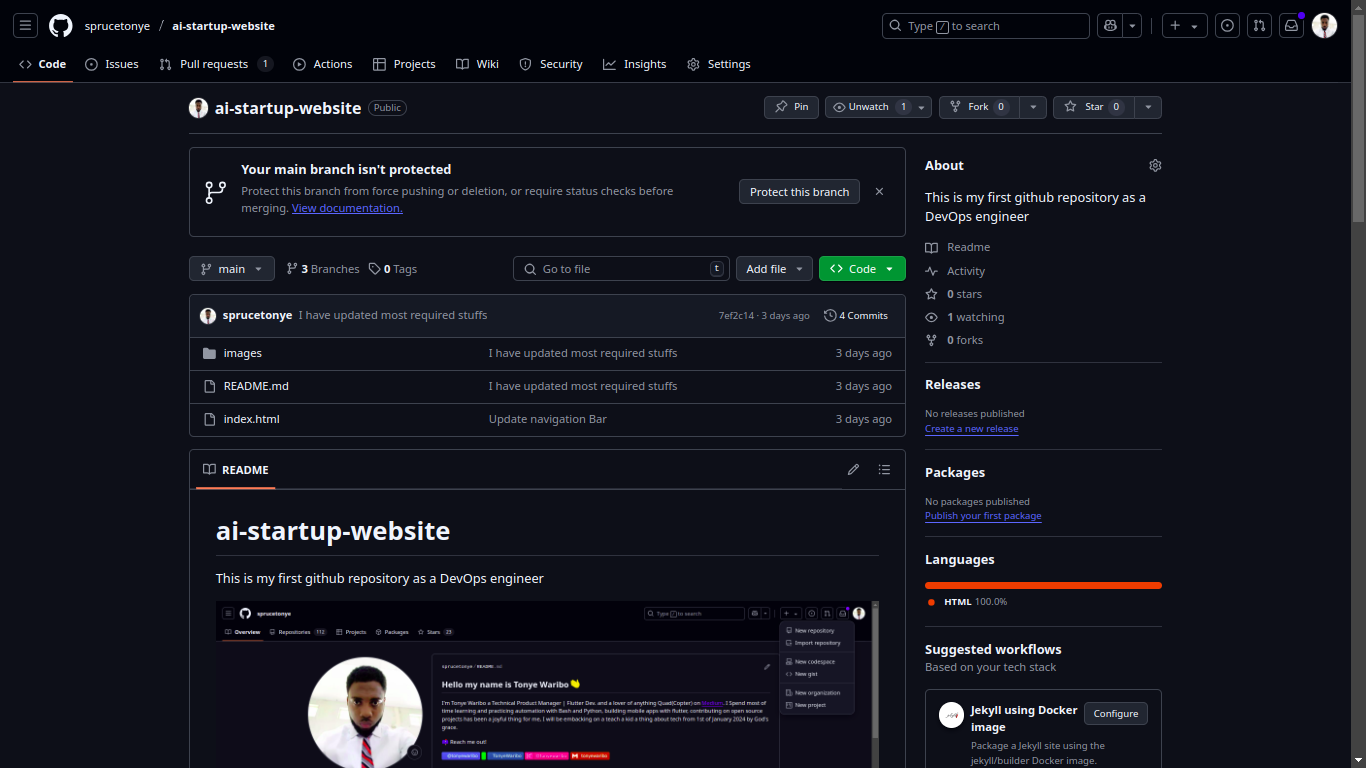 sprucetonye / ai-startup-website
Type / to search
Code Issues Pull requests 1 Actions Projects Wiki Security Insights Settings
ai-startup-website Public
Pin Unwatch 1 Fork 0 Star 0
Your main branch isn't protected
Protect this branch from force pushing or deletion, or require status checks before
merging. View documentation.
Protect this branch
main 3 Branches 0 Tags
Go to file t Add file Code
sprucetonye I have updated most required stuffs 7ef2c14 · 3 days ago 4 Commits
images I have updated most required stuffs 3 days ago
README.md I have updated most required stuffs 3 days ago
index.html Update navigation Bar 3 days ago
README
ai-startup-website
This is my first github repository as a DevOps engineer
sprucetonye Type / to search
Overview Repositories 112 Projects Packages Stars 23
New repository
Import repository
New codespace
New gist
New organization
New project
sprucetonye / README.md
Hello my name is Tonye Waribo
I'm Tonye Waribo a Technical Product Manager | Flutter Dev. and a lover of anything Quad(Copter) on I Spend most of
time learning and practicing automation with Bash and Python, building mobile apps with flutter, contributing on open source
projects has been a joyful thing for me. I will be embacking on a teach a kid a thing about tech from 1st of January 2024 by God's
grace.
Reach me out!
About
This is my first github repository as a
DevOps engineer
Readme
Activity
0 stars
1 watching
0 forks
Releases
No releases published
Create a new release
Packages
No packages published
Publish your first package
Languages
HTML 100.0%
Suggested workflows
Based on your tech stack
Jekyll using Docker
image
Configure
Package a Jekyll site using the
jekyll/builder Docker image.